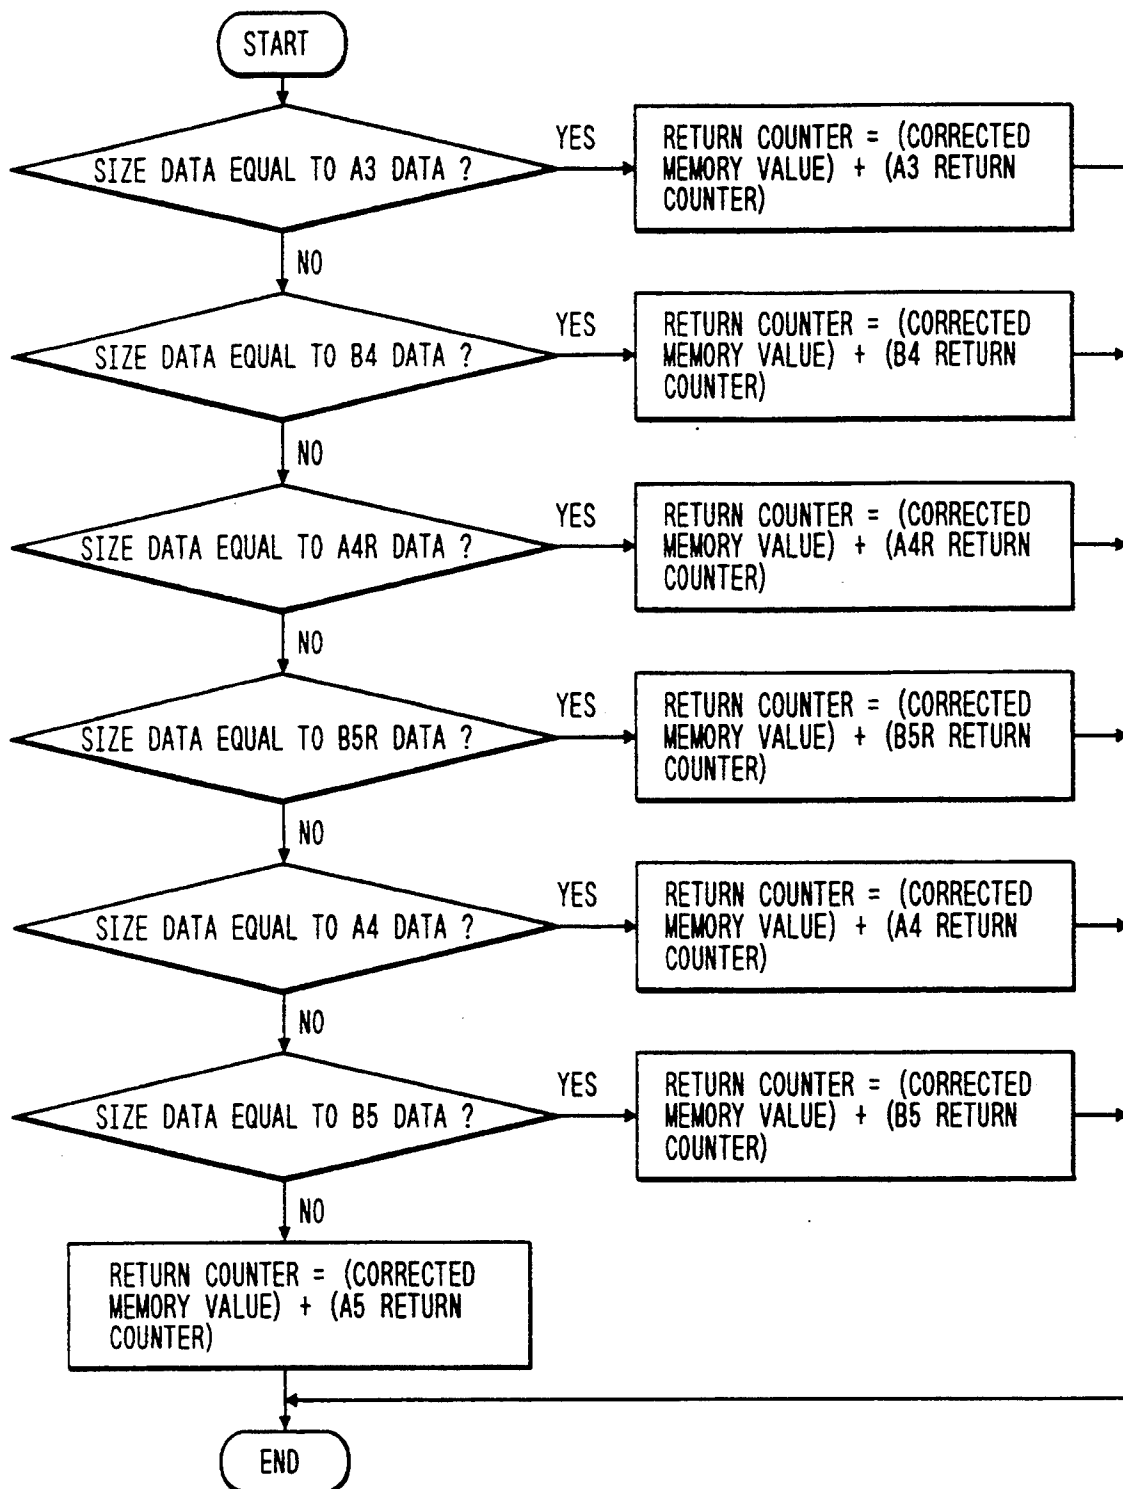 START
SIZE DATA EQUAL TO A3 DATA ?
YES
RETURN COUNTER = (CORRECTED
MEMORY VALUE) + (A3 RETURN
COUNTER)
NO
SIZE DATA EQUAL TO B4 DATA ?
YES
RETURN COUNTER = (CORRECTED
MEMORY VALUE) + (B4 RETURN
COUNTER)
NO
SIZE DATA EQUAL TO A4R DATA ?
YES
RETURN COUNTER = (CORRECTED
MEMORY VALUE) + (A4R RETURN
COUNTER)
NO
SIZE DATA EQUAL TO B5R DATA ?
YES
RETURN COUNTER = (CORRECTED
MEMORY VALUE) + (B5R RETURN
COUNTER)
NO
SIZE DATA EQUAL TO A4 DATA ?
YES
RETURN COUNTER = (CORRECTED
MEMORY VALUE) + (A4 RETURN
COUNTER)
NO
SIZE DATA EQUAL TO B5 DATA ?
YES
RETURN COUNTER = (CORRECTED
MEMORY VALUE) + (B5 RETURN
COUNTER)
NO
RETURN COUNTER = (CORRECTED
MEMORY VALUE) + (A5 RETURN
COUNTER)
END